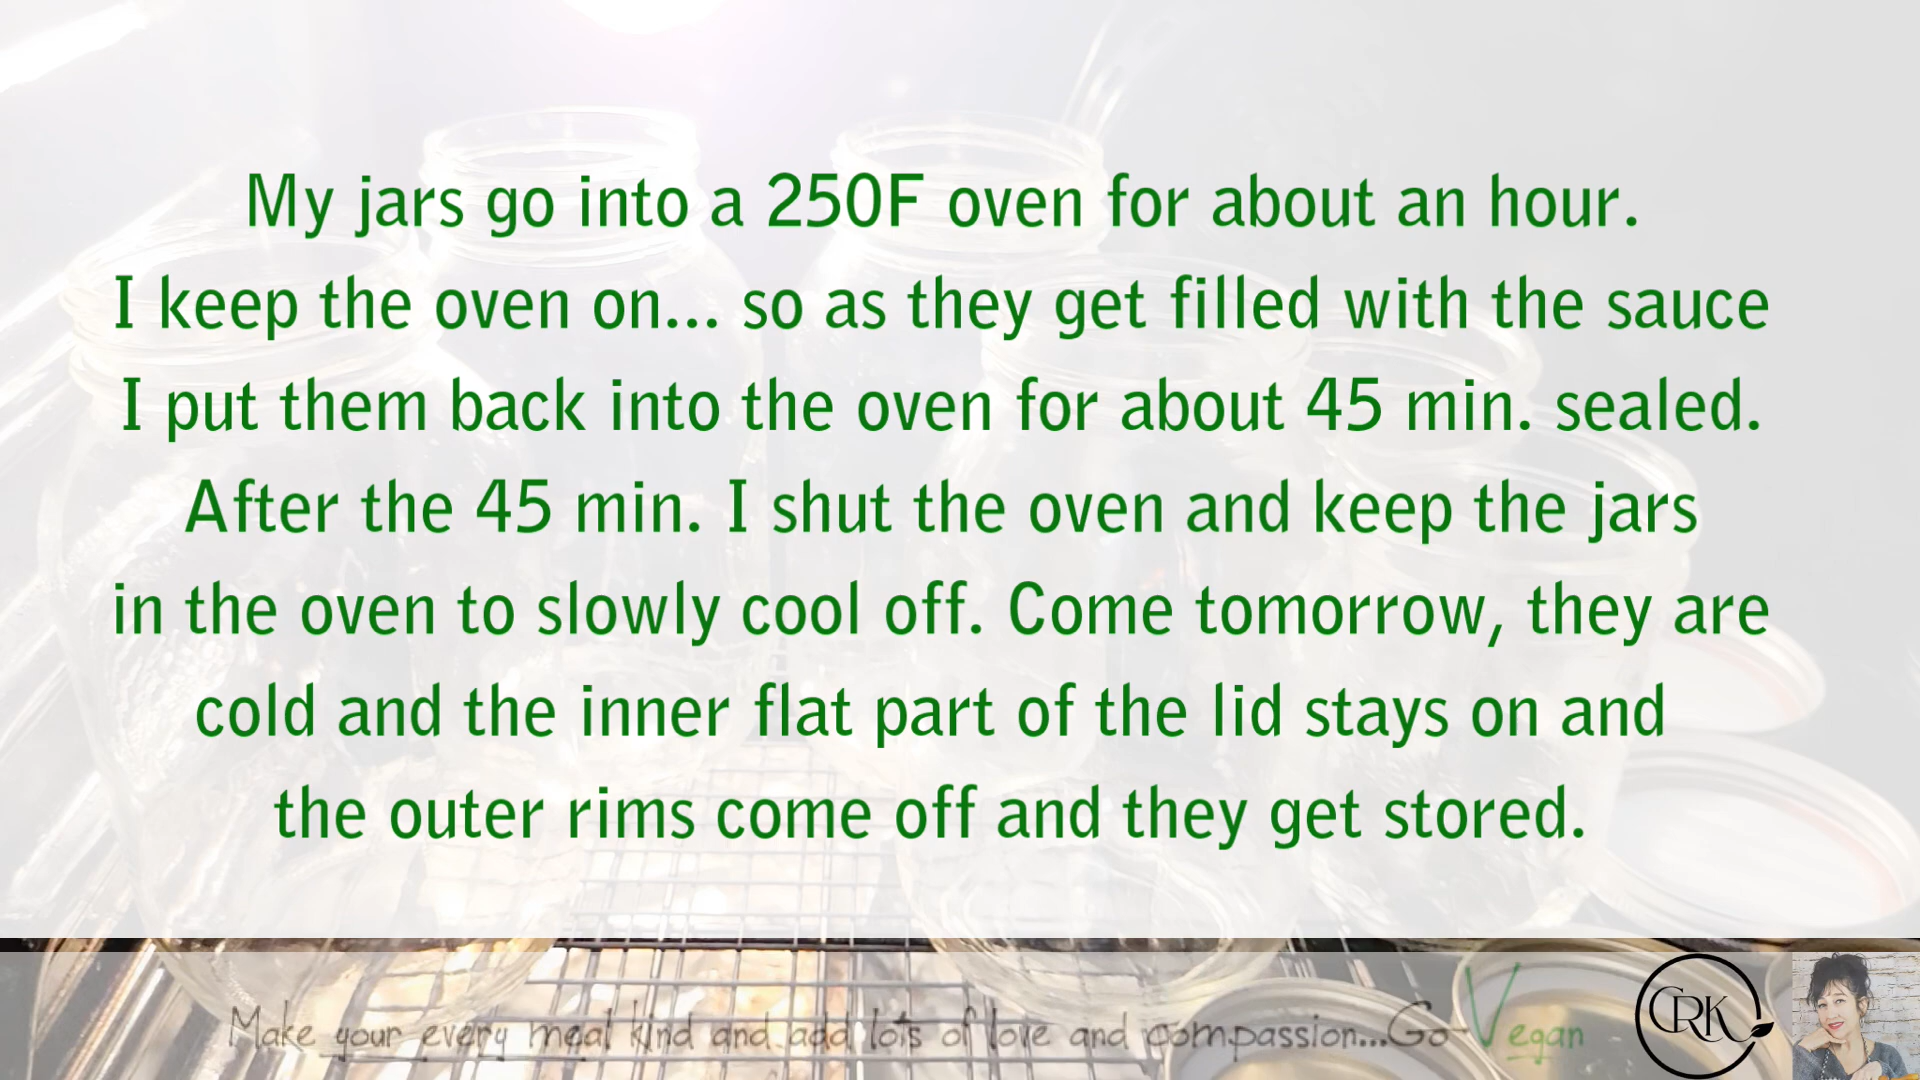 My jars go into a 250F oven for about an hour.
I keep the oven on... so as they get filled with the sauce
I put them back into the oven for about 45 min. sealed.
After the 45 min. I shut the oven and keep the jars
in the oven to slowly cool off. Come tomorrow, they are
cold and the inner flat part of the lid stays on and
the outer rims come off and they get stored.
Make your every meal kind and add lots of love and compassion...Go Vegan
CRK